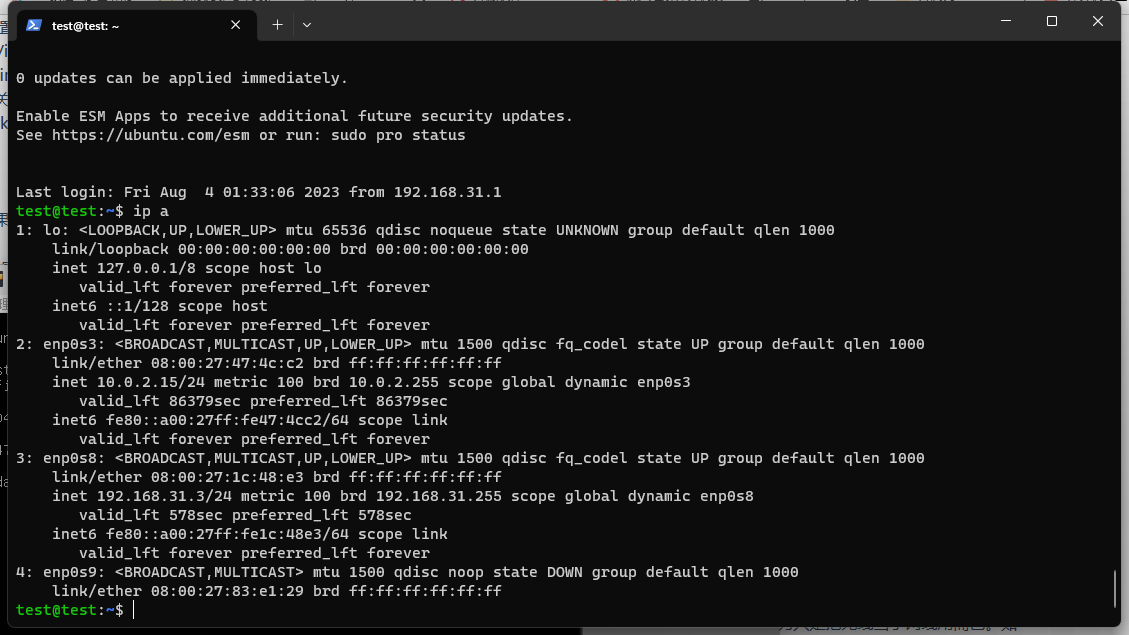 test@test: ~
0 updates can be applied immediately.
Enable ESM Apps to receive additional future security updates.
See https://ubuntu.com/esm or run: sudo pro status
Last login: Fri Aug  4 01:33:06 2023 from 192.168.31.1
test@test:~$ ip a
1: lo: <LOOPBACK,UP,LOWER_UP> mtu 65536 qdisc noqueue state UNKNOWN group default qlen 1000
    link/loopback 00:00:00:00:00:00 brd 00:00:00:00:00:00
    inet 127.0.0.1/8 scope host lo
       valid_lft forever preferred_lft forever
    inet6 ::1/128 scope host
       valid_lft forever preferred_lft forever
2: enp0s3: <BROADCAST,MULTICAST,UP,LOWER_UP> mtu 1500 qdisc fq_codel state UP group default qlen 1000
    link/ether 08:00:27:47:4c:c2 brd ff:ff:ff:ff:ff:ff
    inet 10.0.2.15/24 metric 100 brd 10.0.2.255 scope global dynamic enp0s3
       valid_lft 86379sec preferred_lft 86379sec
    inet6 fe80::a00:27ff:fe47:4cc2/64 scope link
       valid_lft forever preferred_lft forever
3: enp0s8: <BROADCAST,MULTICAST,UP,LOWER_UP> mtu 1500 qdisc fq_codel state UP group default qlen 1000
    link/ether 08:00:27:1c:48:e3 brd ff:ff:ff:ff:ff:ff
    inet 192.168.31.3/24 metric 100 brd 192.168.31.255 scope global dynamic enp0s8
       valid_lft 578sec preferred_lft 578sec
    inet6 fe80::a00:27ff:fe1c:48e3/64 scope link
       valid_lft forever preferred_lft forever
4: enp0s9: <BROADCAST,MULTICAST> mtu 1500 qdisc noop state DOWN group default qlen 1000
    link/ether 08:00:27:83:e1:29 brd ff:ff:ff:ff:ff:ff
test@test:~$